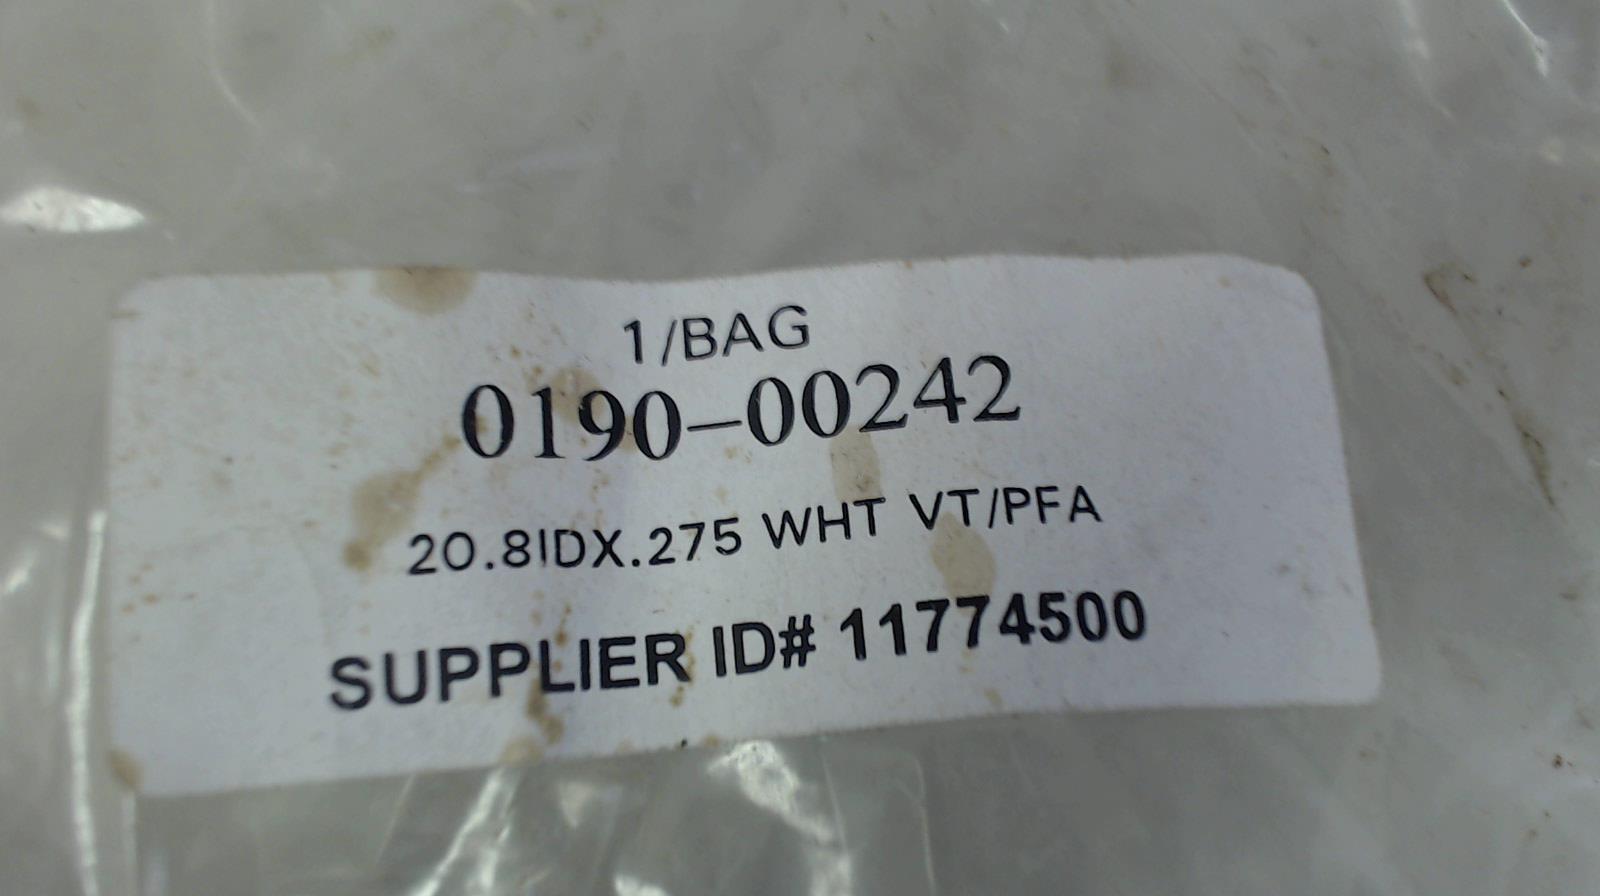 1/BAG
0190-00242
20.8IDX.275 WHT VT/PFA
SUPPLIER ID# 11774500